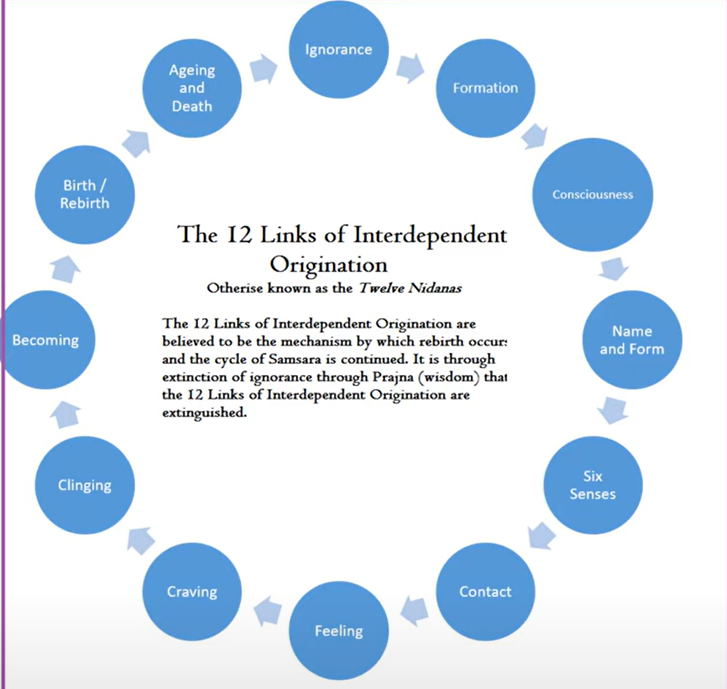 Ignorance
Formation
Consciousness
Name
and Form
Six
Senses
Contact
Feeling
Craving
Clinging
Becoming
Birth /
Rebirth
Ageing
and
Death
The 12 Links of Interdependent
Origination
Otherise known as the Twelve Nidanas
The 12 Links of Interdependent Origination are
believed to be the mechanism by which rebirth occurs
and the cycle of Samsara is continued. It is through
extinction of ignorance through Prajna (wisdom) that
the 12 Links of Interdependent Origination are
extinguished.